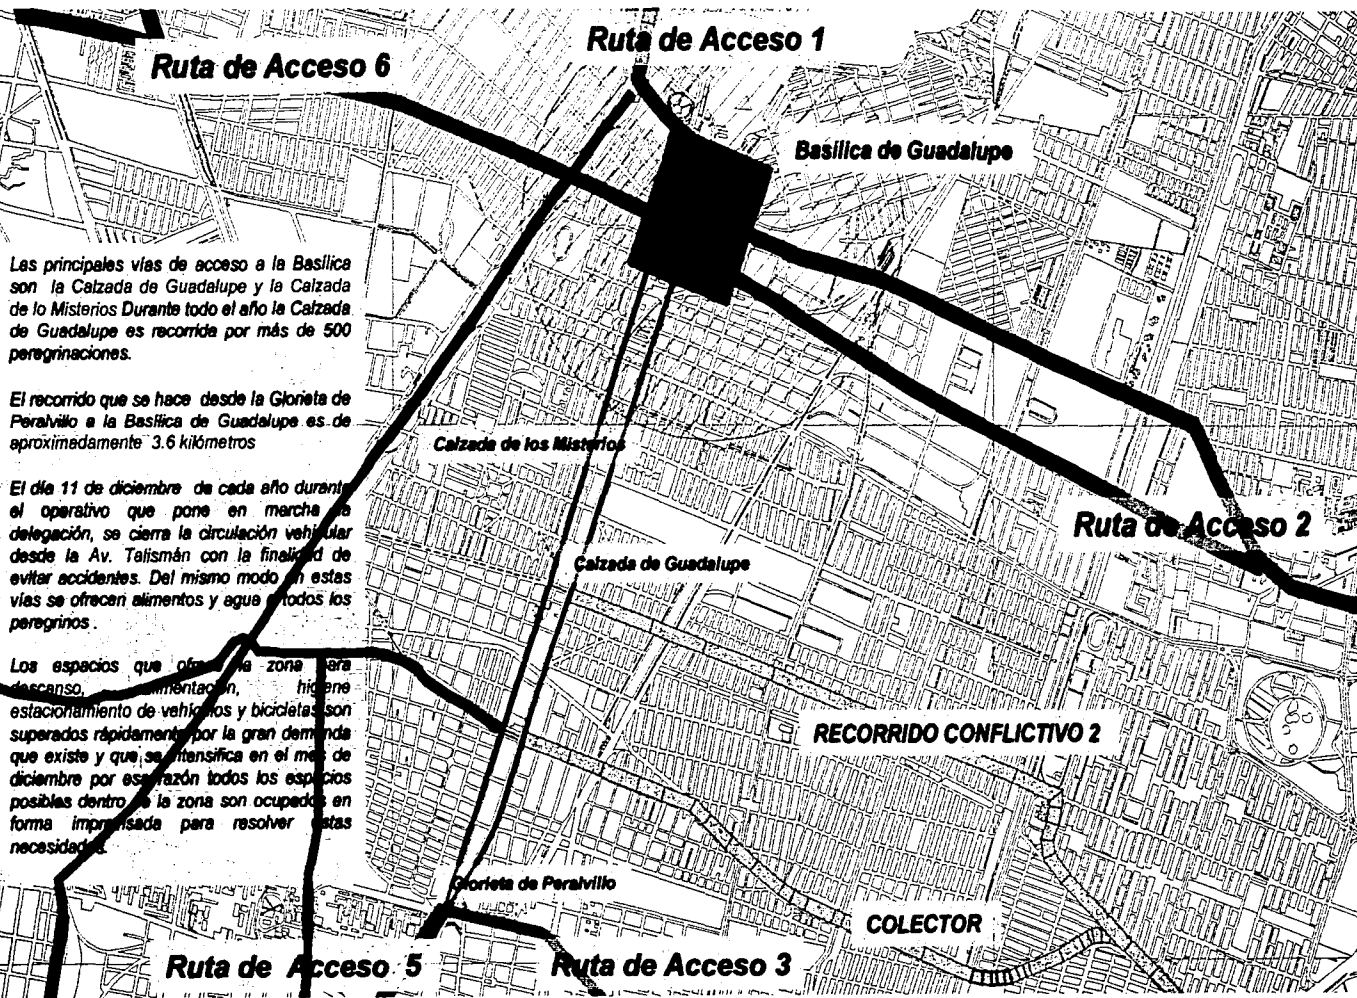 Ruta de Acceso 1
Ruta de Acceso 6
Basílica de Guadalupe
Las principales vías de acceso a la Basílica
son la Calzada de Guadalupe y la Calzada
de lo Misterios Durante todo el año la Calzada
de Guadalupe es recorrida por más de 500
peregrinaciones.
El recorrido que se hace desde la Glorieta de
Peralvillo a la Basílica de Guadalupe es de
aproximadamente 3.6 kilómetros
El día 11 de diciembre de cada año durante
el operativo que pone en marcha la
delegación, se cierra la circulación vehicular
desde la Av. Talismán con la finalidad de
evitar accidentes. Del mismo modo en estas
vías se ofrecen alimentos y agua a todos los
peregrinos.
Los espacios que ofrece la zona para
descanso, alimentación, higiene
estacionamiento de vehículos y bicicletas son
superados rápidamente por la gran demanda
que existe y que se intensifica en el mes de
diciembre por esa razón todos los espacios
posibles dentro de la zona son ocupados en
forma improvisada para resolver estas
necesidades.
Calzada de los Misterios
Ruta de Acceso 2
Calzada de Guadalupe
RECORRIDO CONFLICTIVO 2
Glorieta de Peralvillo
COLECTOR
Ruta de Acceso 5
Ruta de Acceso 3